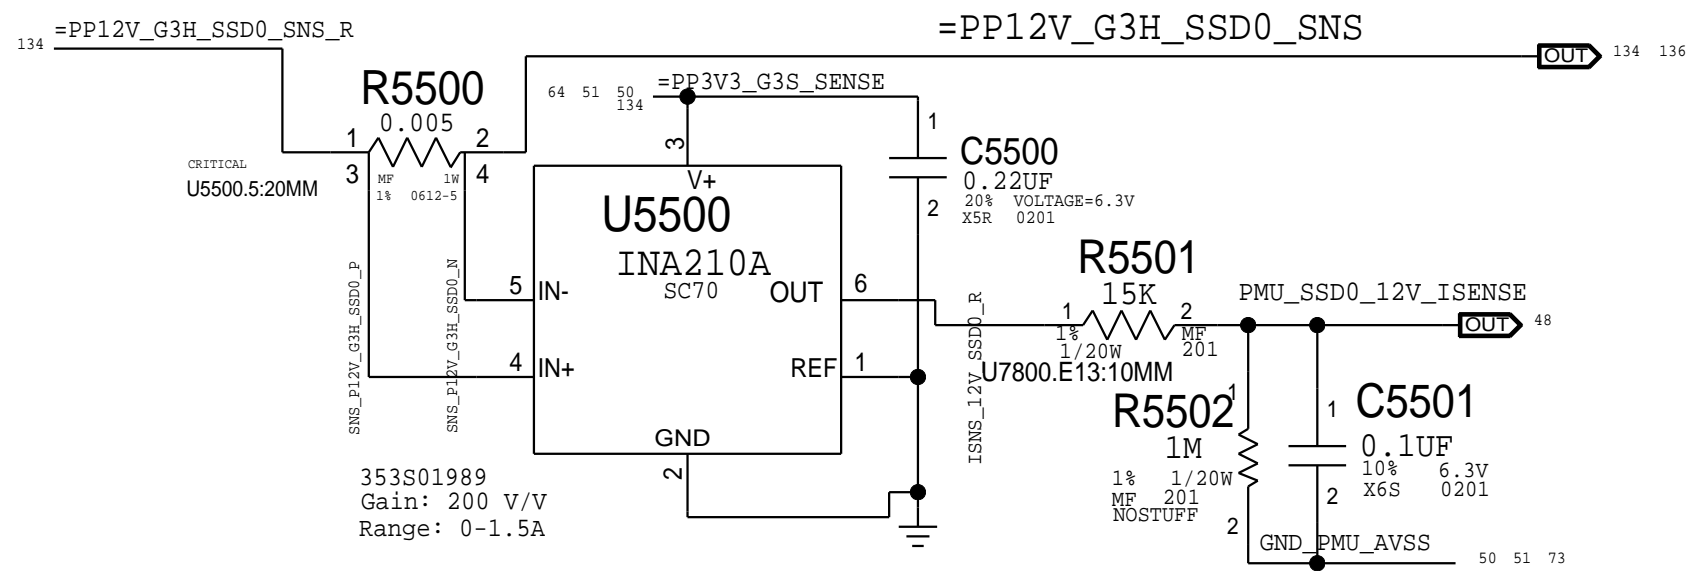 =PP12V_G3H_SSD0_SNS_R
134
=PP12V_G3H_SSD0_SNS
OUT 134 136
R5500
0.005
1 2
3 4
MF 1W
1% 0612-5
CRITICAL
U5500.5:20MM
64 51 50
134
=PP3V3_G3S_SENSE
3
V+
U5500
INA210A
SC70
5 IN-
4 IN+
OUT 6
REF 1
GND
2
SNS_P12V_G3H_SSD0_P
SNS_P12V_G3H_SSD0_N
353S01989
Gain: 200 V/V
Range: 0-1.5A
1
C5500
0.22UF
20% VOLTAGE=6.3V
X5R 0201
2
ISNS_12V_SSD0_R
R5501
15K
1 2
1% MF
1/20W 201
U7800.E13:10MM
PMU_SSD0_12V_ISENSE
OUT 48
1
R5502
1M
1% 1/20W
MF 201
NOSTUFF
2
1
C5501
0.1UF
10% 6.3V
X6S 0201
2
GND_PMU_AVSS
50 51 73